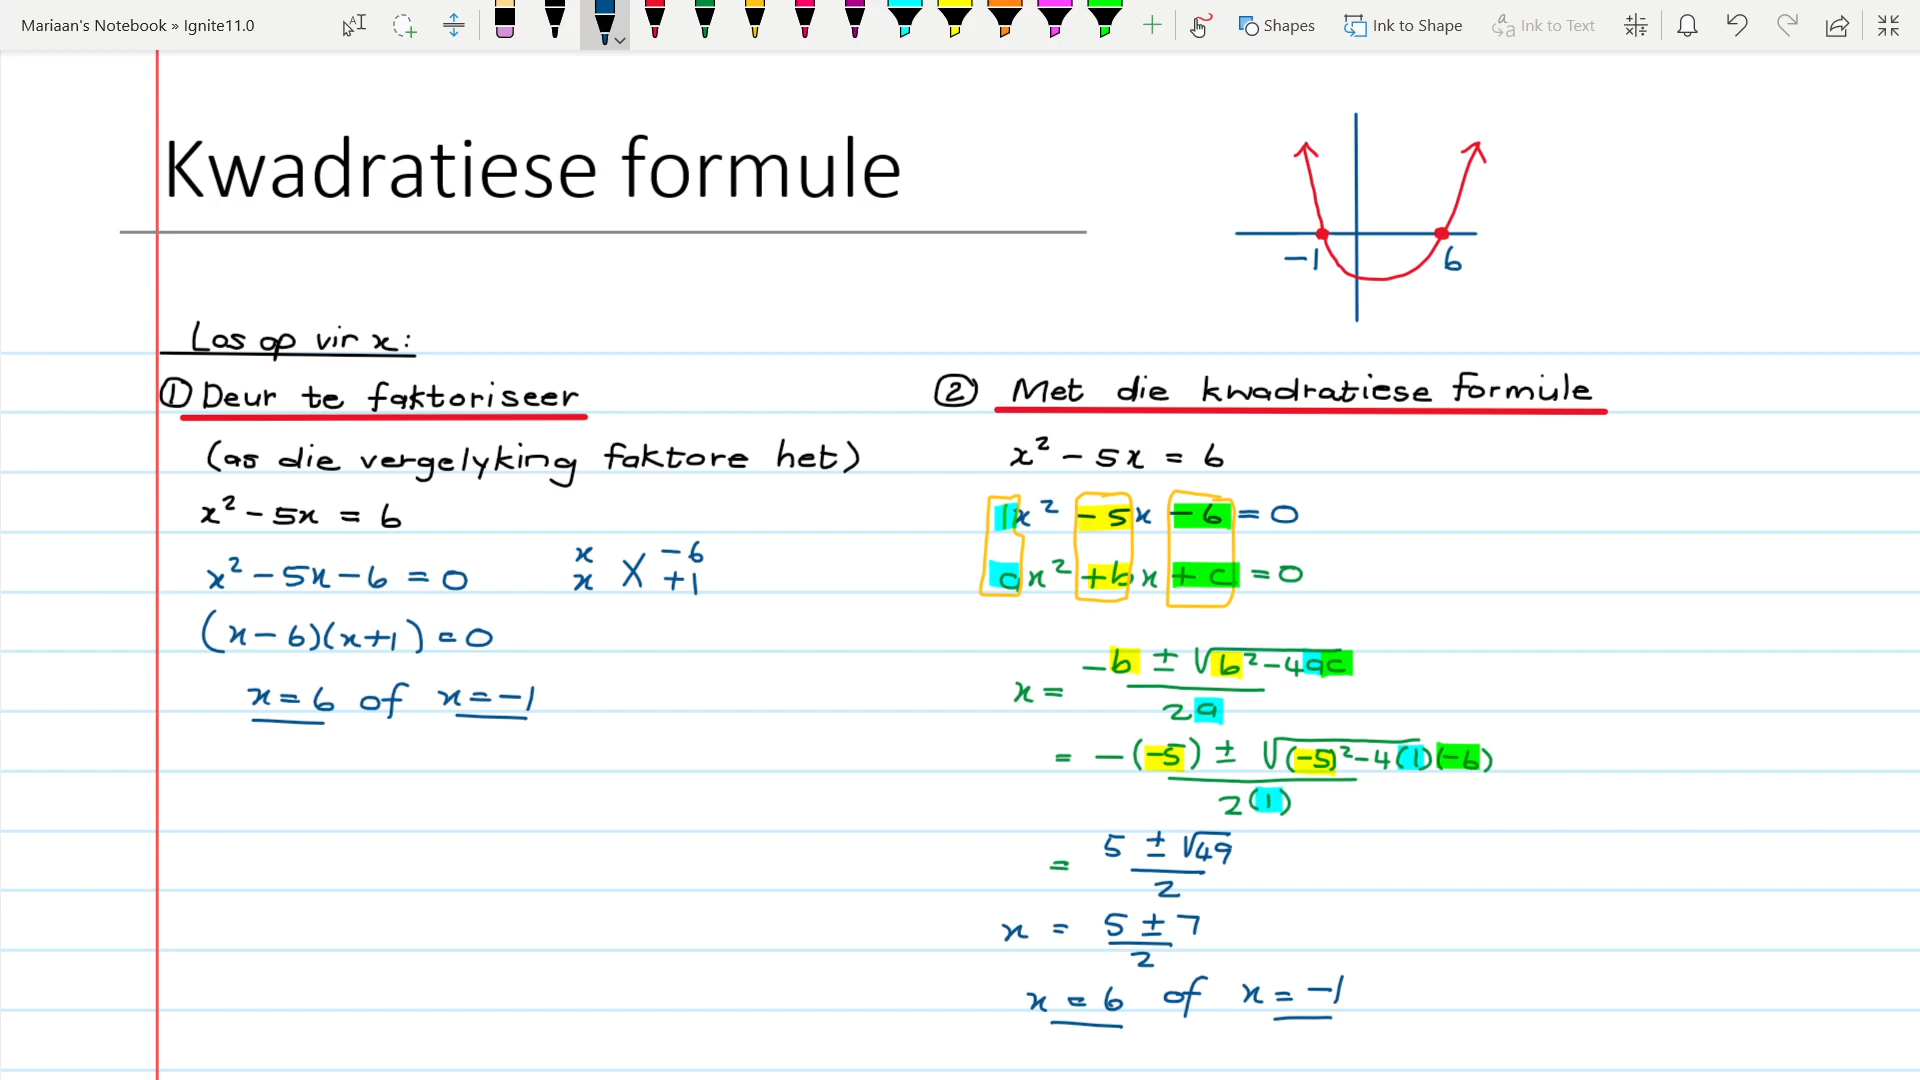 Mariaan's Notebook » Ignite11.0
Shapes
Ink to Shape
Ink to Text
Kwadratiese formule
-1
6
Los op vir x:
① Deur te faktoriseer
(as die vergelyking faktore het)
x² - 5x = 6
x² - 5x - 6 = 0
x -6
x +1
(x - 6)(x + 1) = 0
x = 6 of x = -1
② Met die kwadratiese formule
x² - 5x = 6
1x² - 5x - 6 = 0
ax² + bx + c = 0
x = (-b ± √(b² - 4ac)) / 2a
= (-(-5) ± √((-5)² - 4(1)(-6))) / 2(1)
= (5 ± √49) / 2
x = (5 ± 7) / 2
x = 6 of x = -1